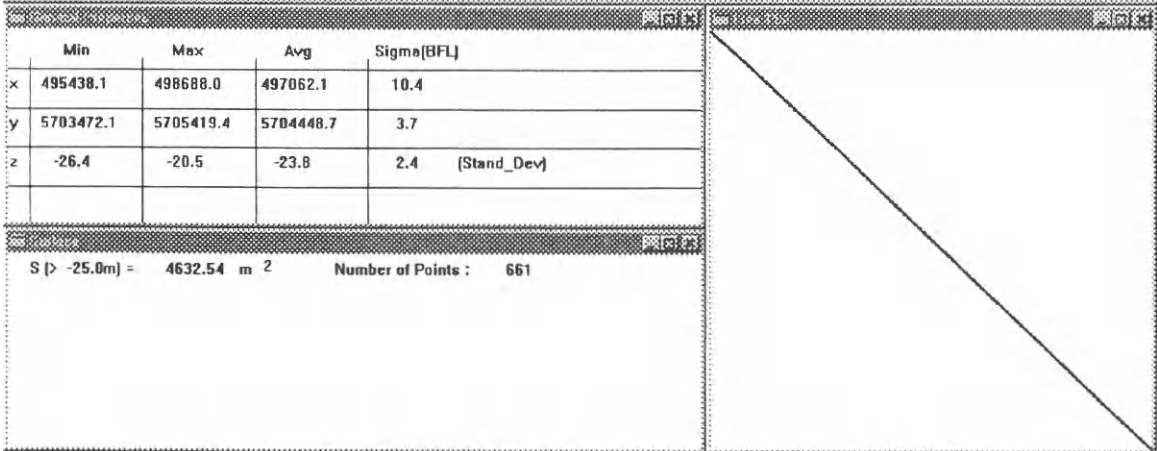 Min Max Avg Sigma(BFL)
x 495438.1 498688.0 497062.1 10.4
y 5703472.1 5705419.4 5704448.7 3.7
z -26.4 -20.5 -23.8 2.4 (Stand_Dev)
S (> -25.0m) = 4632.54 m 2 Number of Points : 661